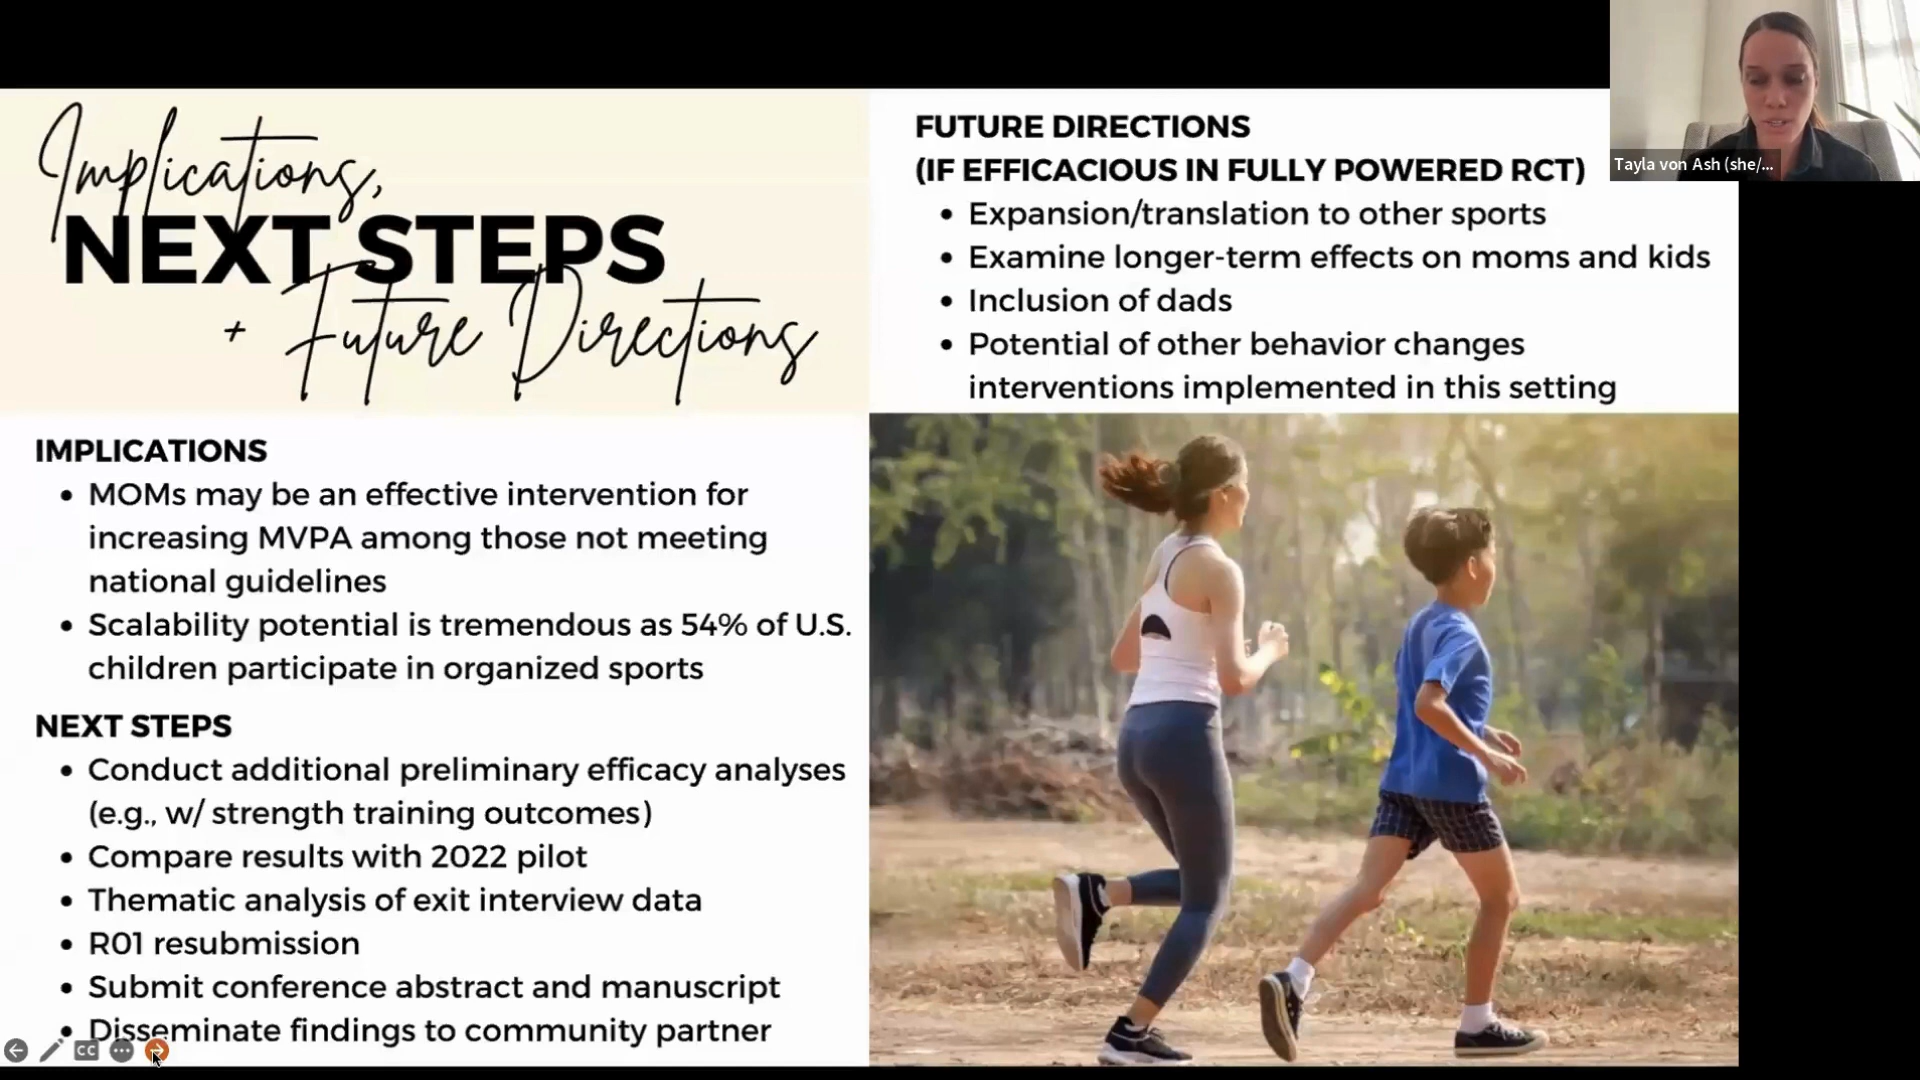 Implications,
NEXT STEPS
+ Future Directions
IMPLICATIONS
• MOMs may be an effective intervention for
increasing MVPA among those not meeting
national guidelines
• Scalability potential is tremendous as 54% of U.S.
children participate in organized sports
NEXT STEPS
• Conduct additional preliminary efficacy analyses
(e.g., w/ strength training outcomes)
• Compare results with 2022 pilot
• Thematic analysis of exit interview data
• R01 resubmission
• Submit conference abstract and manuscript
• Disseminate findings to community partner
CC
FUTURE DIRECTIONS
(IF EFFICACIOUS IN FULLY POWERED RCT)
• Expansion/translation to other sports
• Examine longer-term effects on moms and kids
• Inclusion of dads
• Potential of other behavior changes
interventions implemented in this setting
Tayla von Ash (she/...